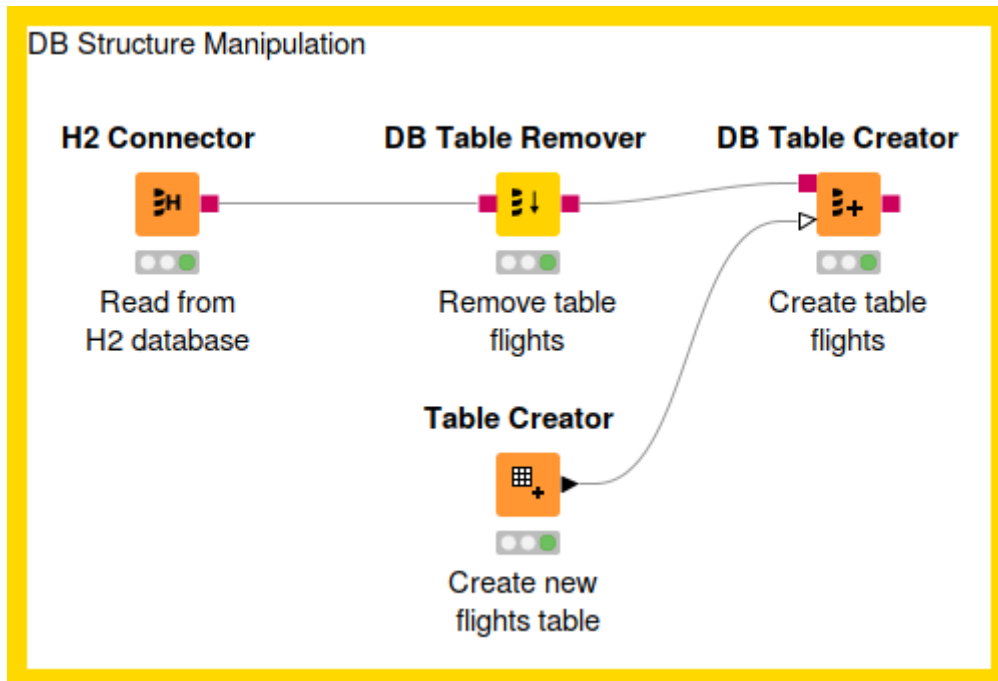 DB Structure Manipulation
H2 Connector
DB Table Remover
DB Table Creator
H
Read from
H2 database
Remove table
flights
Create table
flights
Table Creator
Create new
flights table